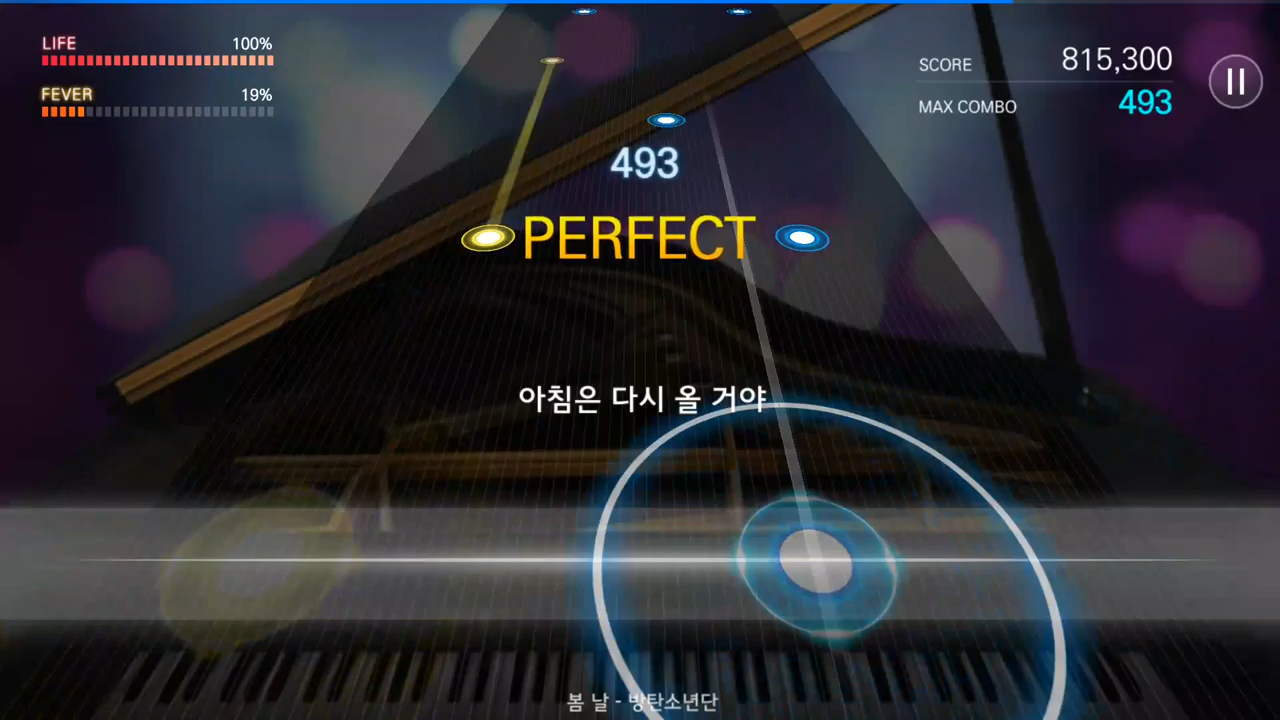 LIFE 100%
FEVER 19%
SCORE 815,300
MAX COMBO 493
493
PERFECT
아침은 다시 올 거야
봄 날 - 방탄소년단